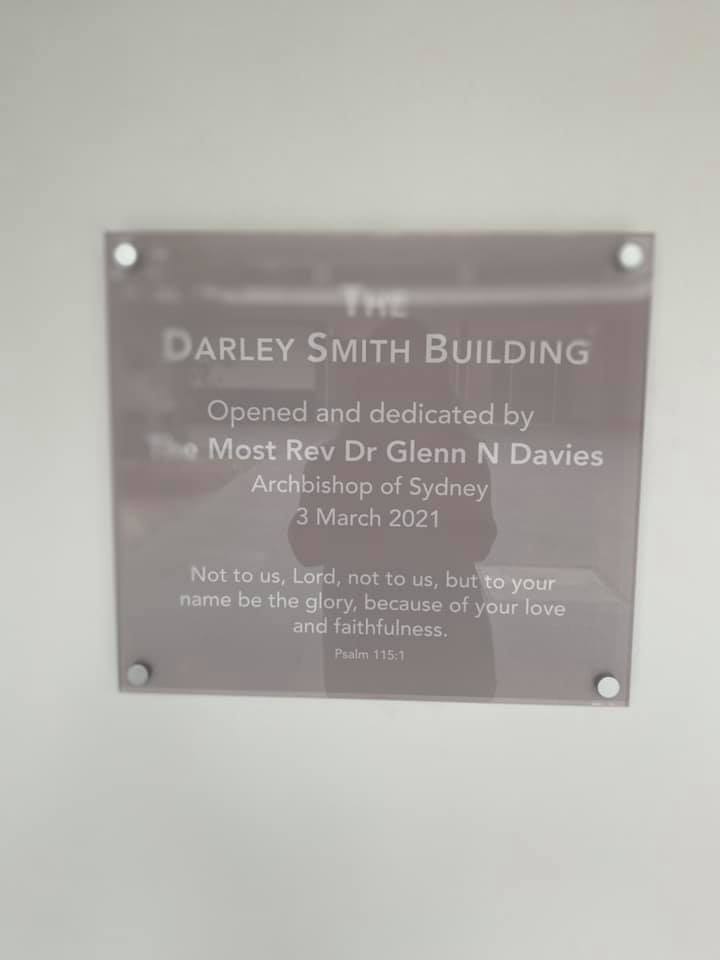 THE
DARLEY SMITH BUILDING
Opened and dedicated by
The Most Rev Dr Glenn N Davies
Archbishop of Sydney
3 March 2021
Not to us, Lord, not to us, but to your
name be the glory, because of your love
and faithfulness.
Psalm 115:1